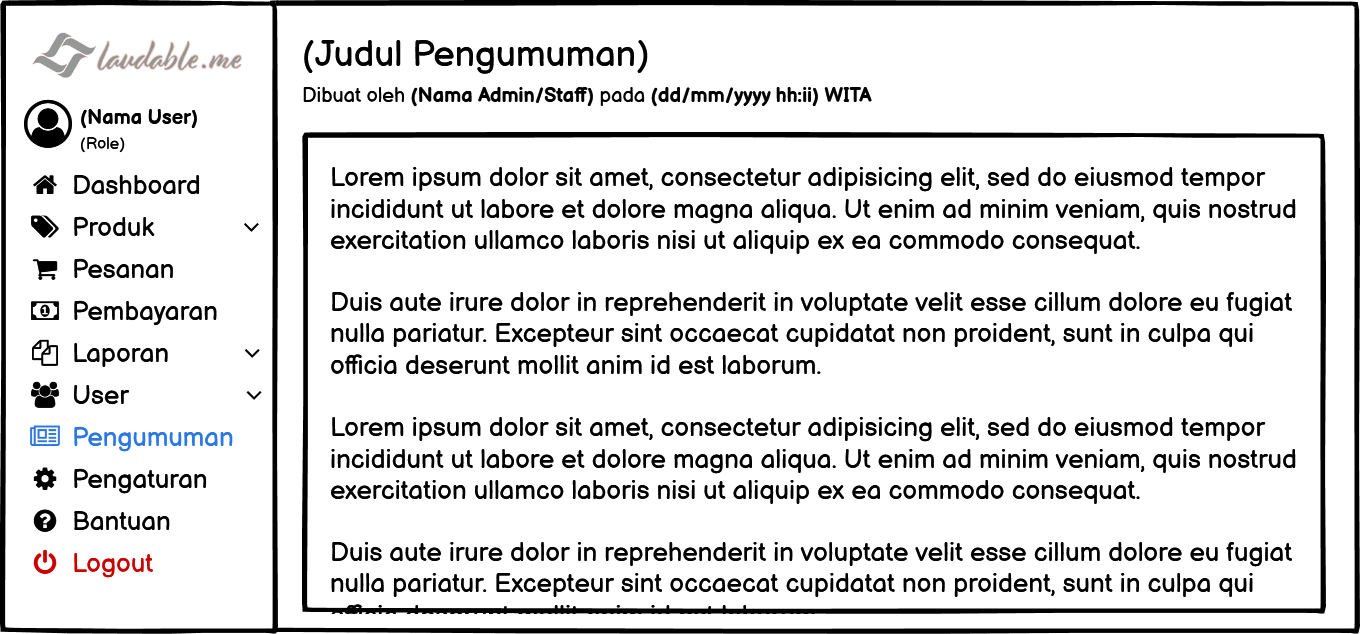 laudable.me
(Nama User)
(Role)
Dashboard
Produk
Pesanan
Pembayaran
Laporan
User
Pengumuman
Pengaturan
Bantuan
Logout
(Judul Pengumuman)
Dibuat oleh (Nama Admin/Staff) pada (dd/mm/yyyy hh:ii) WITA
Lorem ipsum dolor sit amet, consectetur adipisicing elit, sed do eiusmod tempor
incididunt ut labore et dolore magna aliqua. Ut enim ad minim veniam, quis nostrud
exercitation ullamco laboris nisi ut aliquip ex ea commodo consequat.
Duis aute irure dolor in reprehenderit in voluptate velit esse cillum dolore eu fugiat
nulla pariatur. Excepteur sint occaecat cupidatat non proident, sunt in culpa qui
officia deserunt mollit anim id est laborum.
Lorem ipsum dolor sit amet, consectetur adipisicing elit, sed do eiusmod tempor
incididunt ut labore et dolore magna aliqua. Ut enim ad minim veniam, quis nostrud
exercitation ullamco laboris nisi ut aliquip ex ea commodo consequat.
Duis aute irure dolor in reprehenderit in voluptate velit esse cillum dolore eu fugiat
nulla pariatur. Excepteur sint occaecat cupidatat non proident, sunt in culpa qui